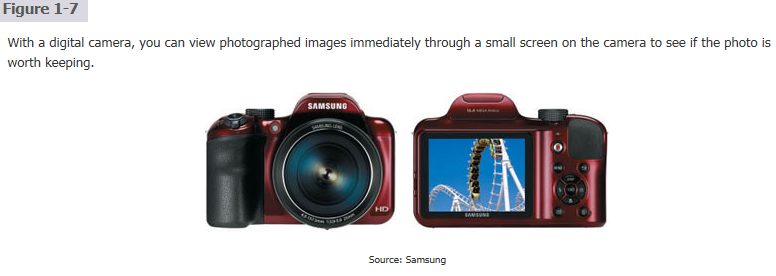 Figure 1-7
With a digital camera, you can view photographed images immediately through a small screen on the camera to see if the photo is
worth keeping.
SAMSUNG
SAMSUNG LENS
HD
SAMSUNG
Source: Samsung